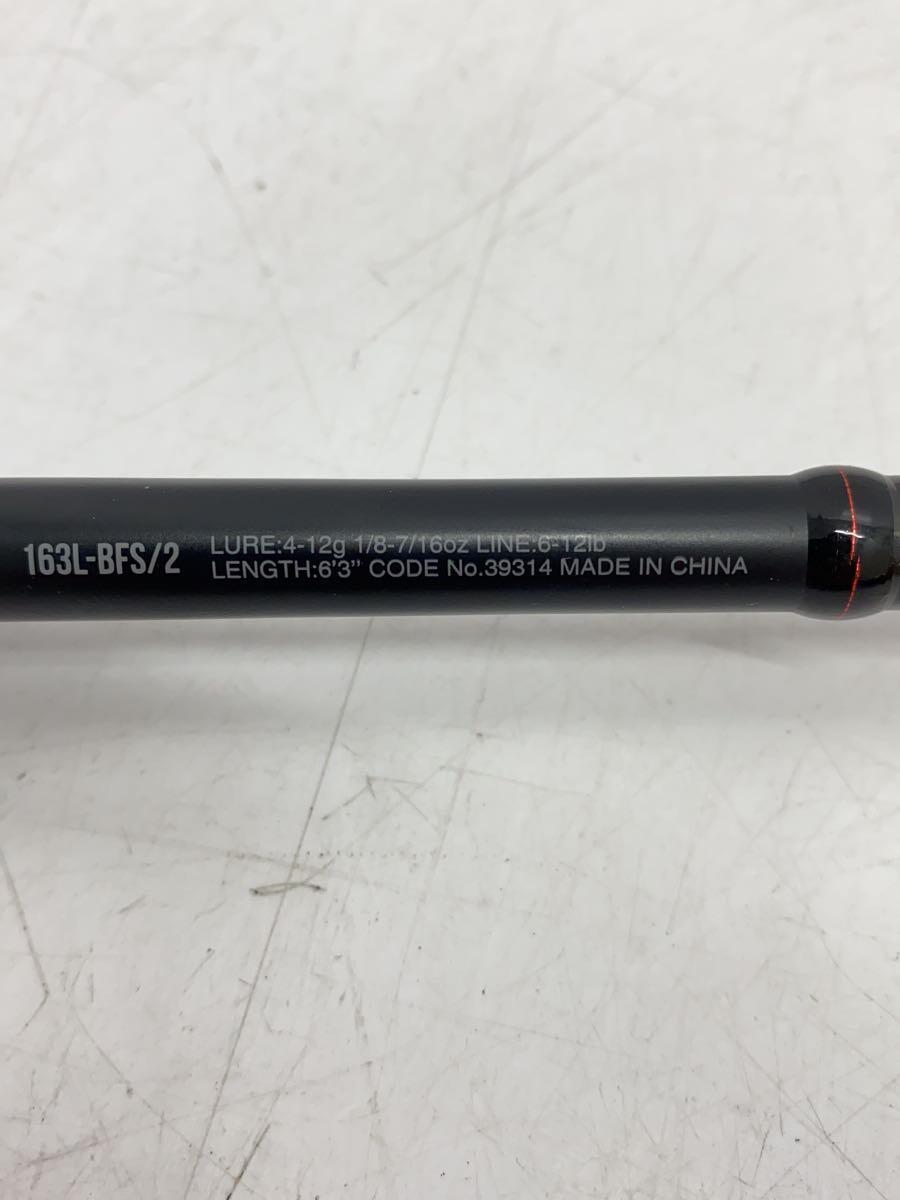 163L-BFS/2
LURE:4-12g 1/8-7/16oz LINE:6-12lb
LENGTH:6'3" CODE No.39314 MADE IN CHINA